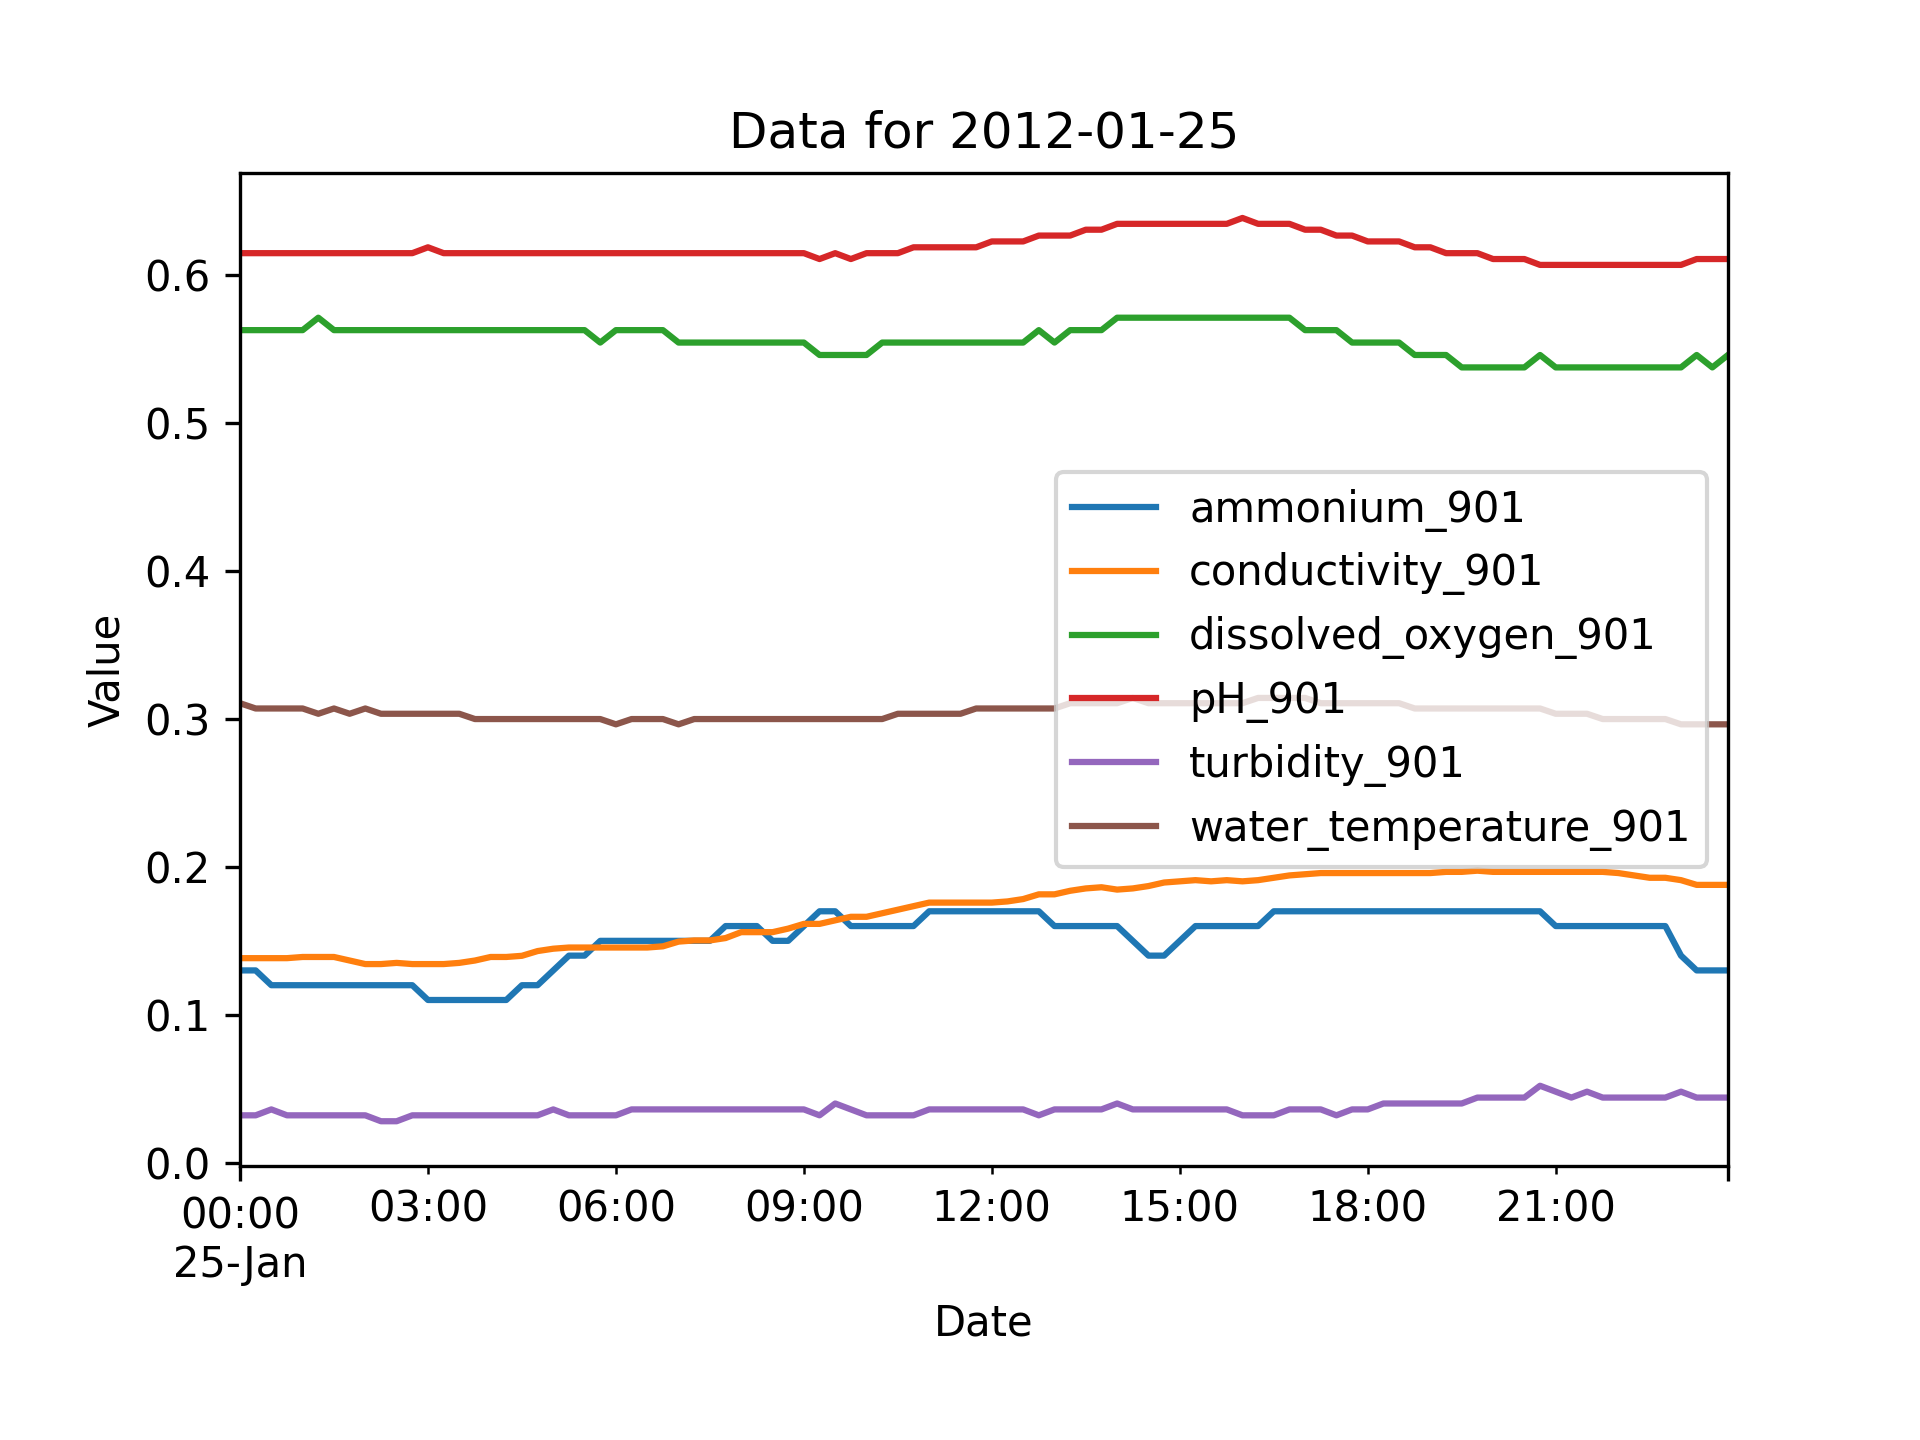 Data for 2012-01-25
Value
0.6
0.5
0.4
0.3
0.2
0.1
0.0
ammonium_901
conductivity_901
dissolved_oxygen_901
pH_901
turbidity_901
water_temperature_901
00:00 03:00 06:00 09:00 12:00 15:00 18:00 21:00
25-Jan
Date